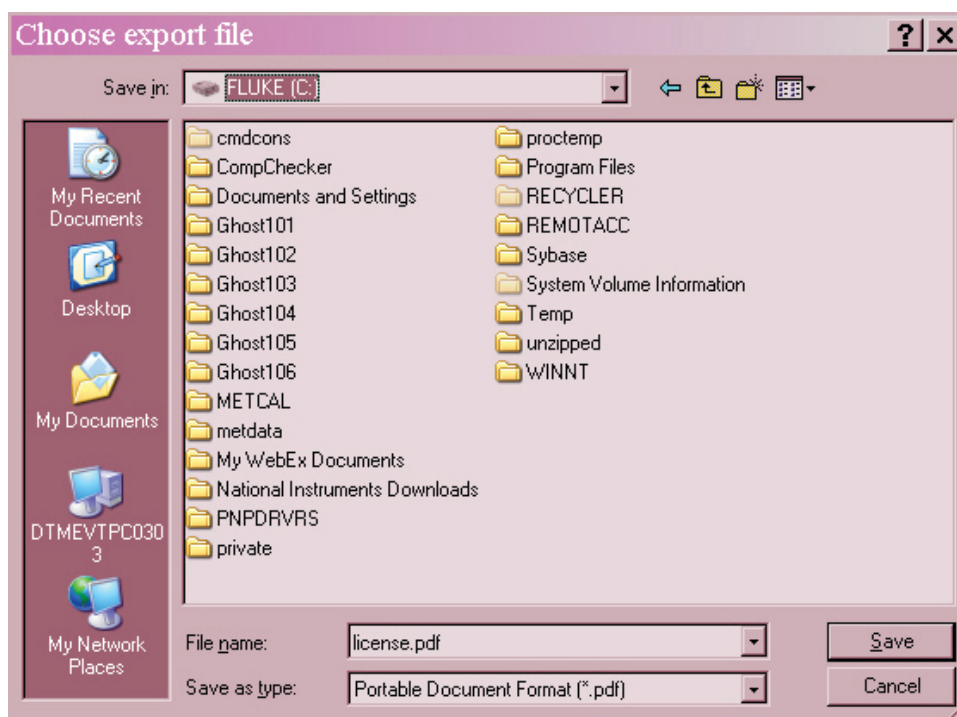 Choose export file
Save in: FLUKE (C:)
My Recent
Documents
Desktop
My Documents
DTMEVTPC030
3
My Network
Places
cmdcons
CompChecker
Documents and Settings
Ghost101
Ghost102
Ghost103
Ghost104
Ghost105
Ghost106
METCAL
metdata
My WebEx Documents
National Instruments Downloads
PNPDRVRS
private
proctemp
Program Files
RECYCLER
REMOTACC
Sybase
System Volume Information
Temp
unzipped
WINNT
File name: license.pdf Save
Save as type: Portable Document Format (*.pdf) Cancel